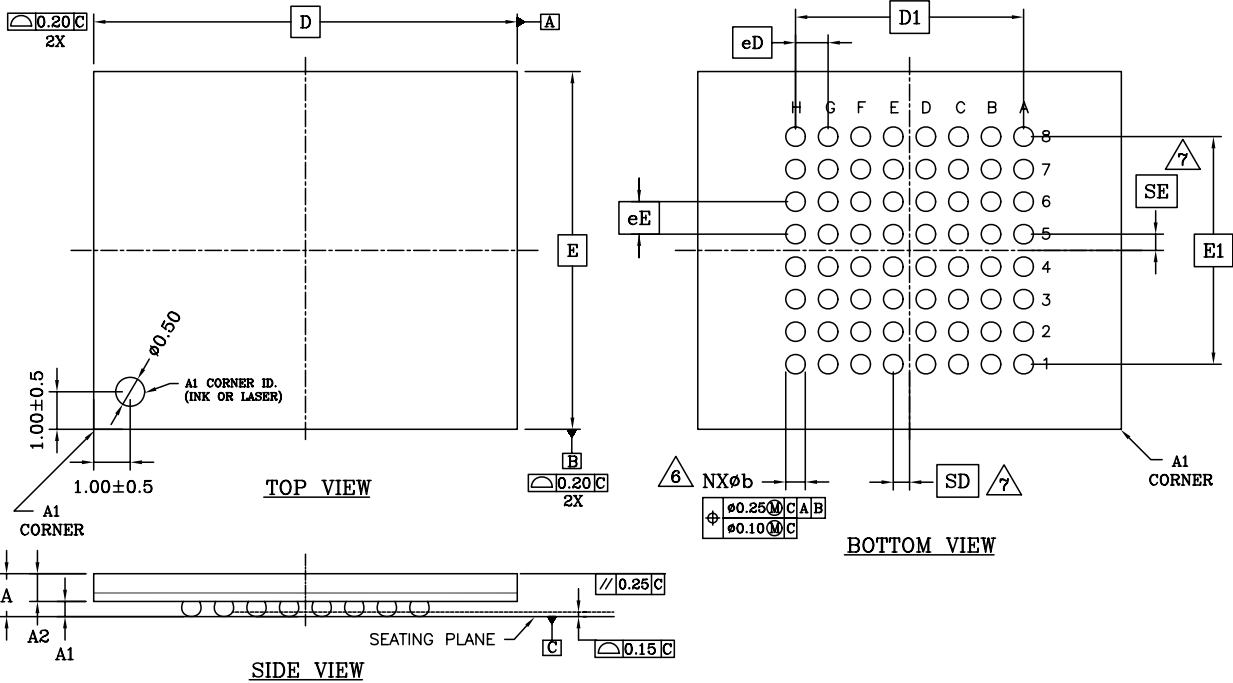 ⌓ 0.20 C
2X
D
A
E
ø0.50
A1 CORNER ID.
(INK OR LASER)
1.00±0.5
1.00±0.5
A1
CORNER
TOP VIEW
B
⌓ 0.20 C
2X
D1
eD
H G F E D C B A
8
7
6
5
4
3
2
1
eE
7
SE
E1
6 NXøb
⌖ ø0.25Ⓜ C A B
ø0.10Ⓜ C
SD 7
A1
CORNER
BOTTOM VIEW
A
A2
A1
// 0.25 C
SEATING PLANE
C
⌓ 0.15 C
SIDE VIEW